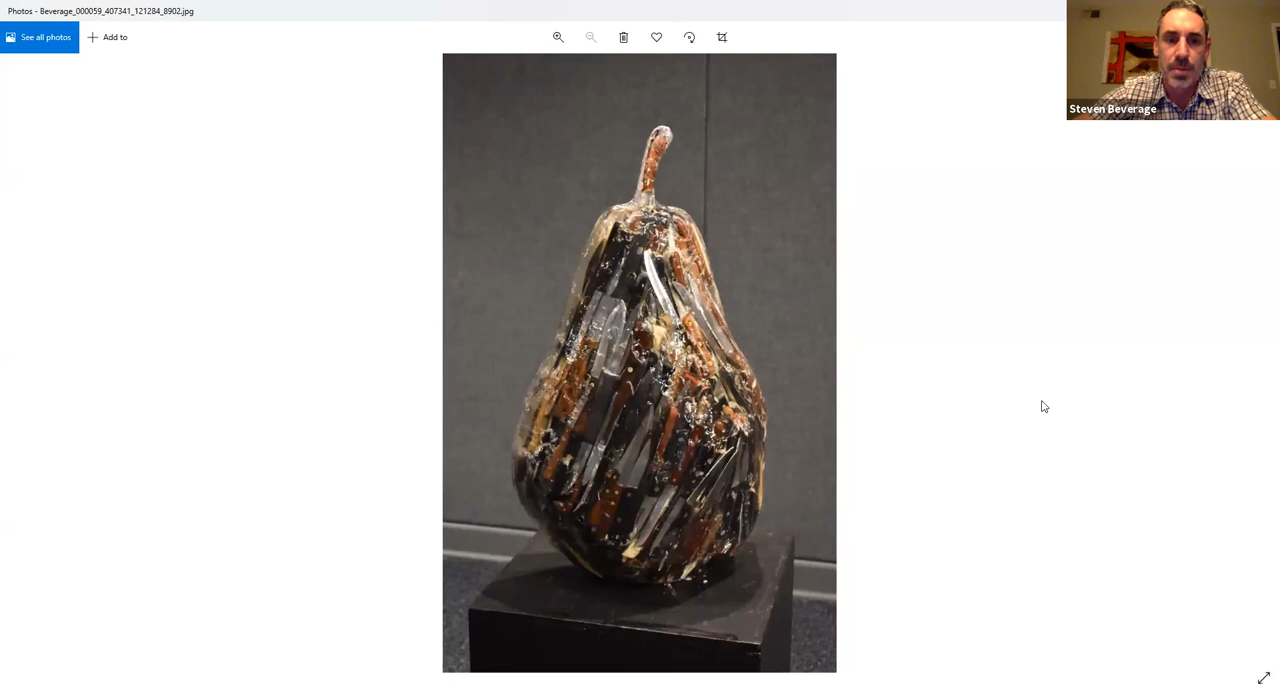 Photos - Beverage_000059_407341_121284_8902.jpg
See all photos
Add to
Steven Beverage